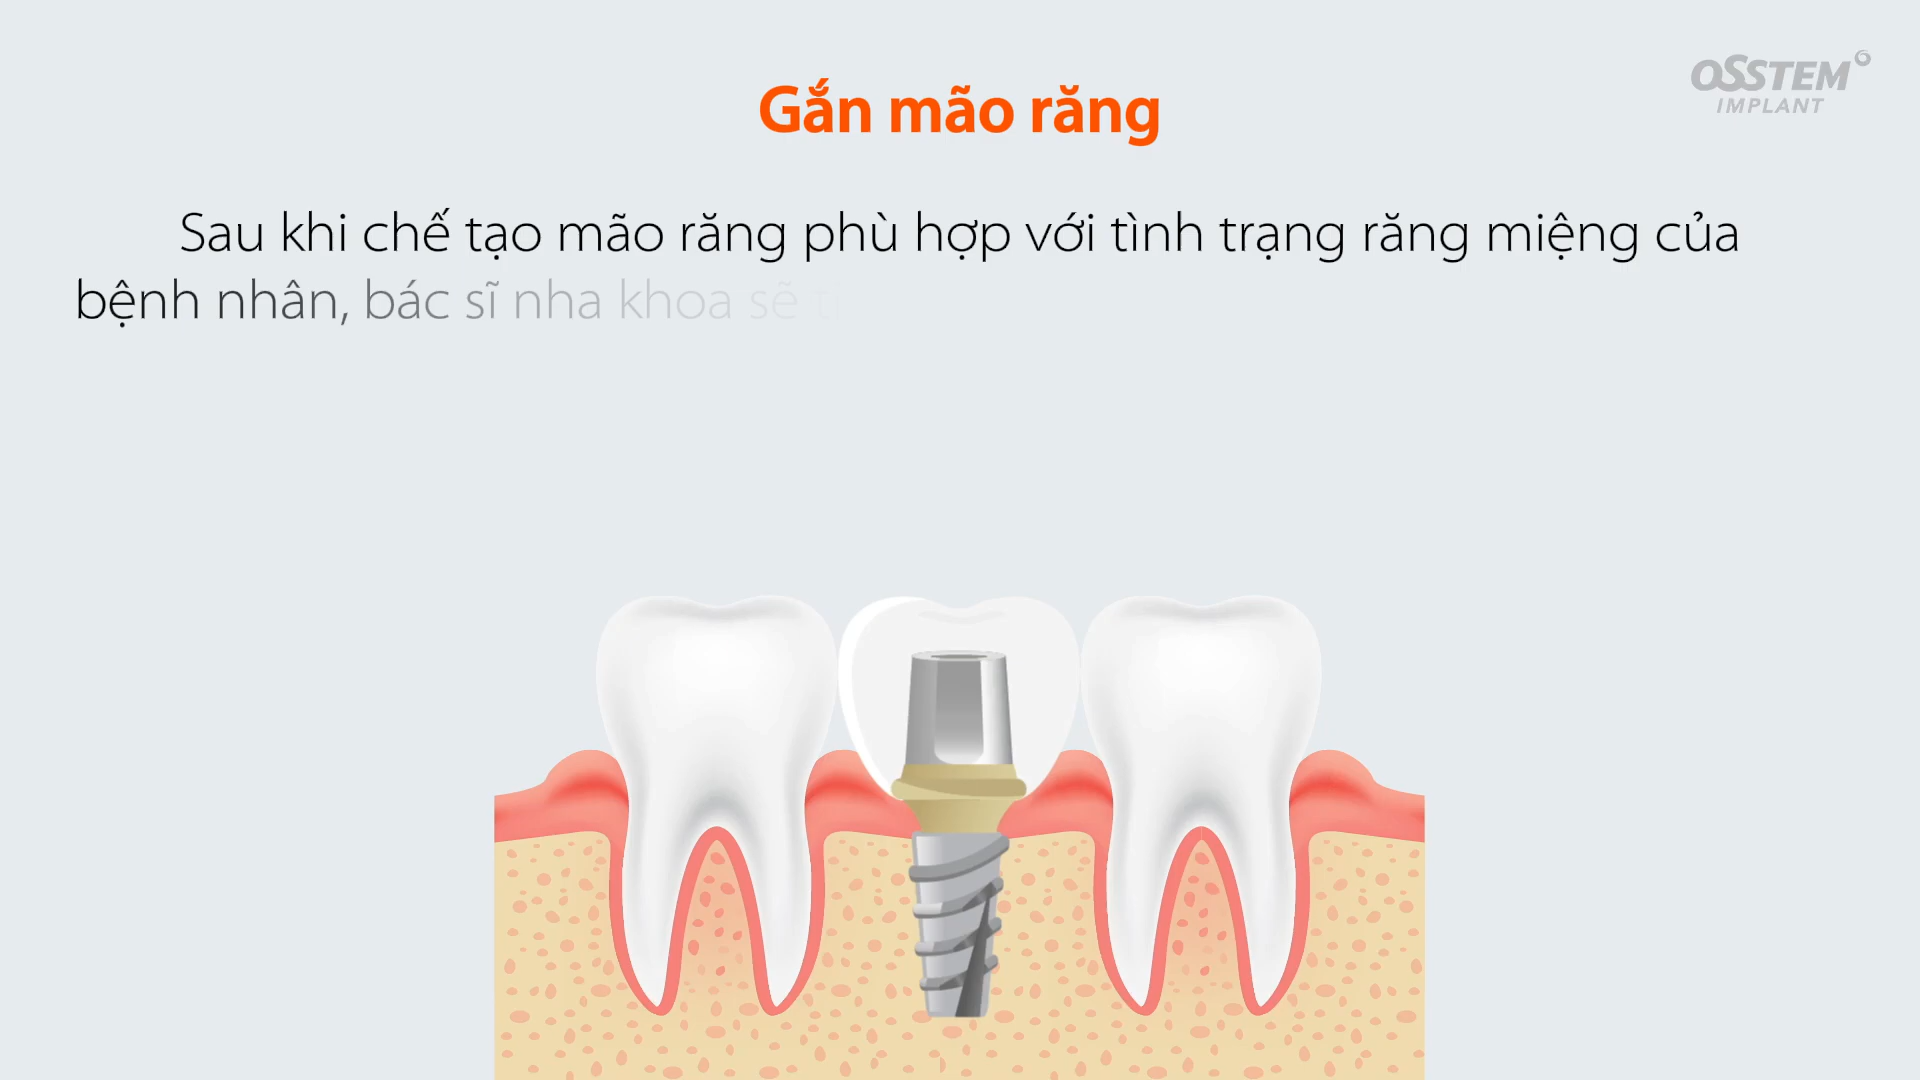 OSSTEM
IMPLANT
Gắn mão răng
Sau khi chế tạo mão răng phù hợp với tình trạng răng miệng của
bệnh nhân, bác sĩ nha khoa sẽ